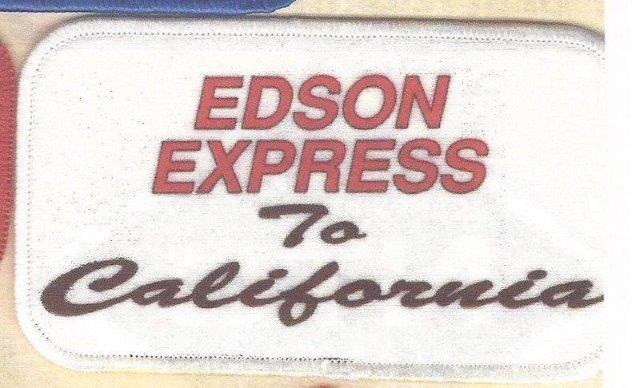 EDSON
EXPRESS
To
California